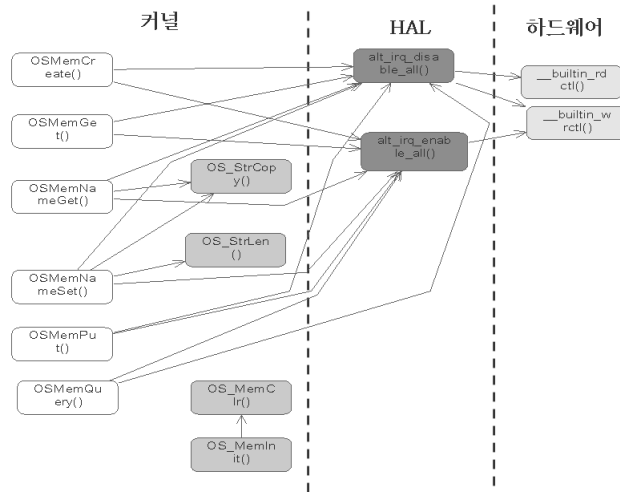 커널
HAL
하드웨어
OSMemCr
eate()
alt_irq_disa
ble_all()
__builtin_rd
ctl()
OSMemGe
t()
alt_irq_enab
le_all()
__builtin_w
rctl()
OSMemNa
meGet()
OS_StrCop
y()
OS_StrLen
()
OSMemNa
meSet()
OSMemPu
t()
OSMemQu
ery()
OS_MemC
lr()
OS_MemIn
it()